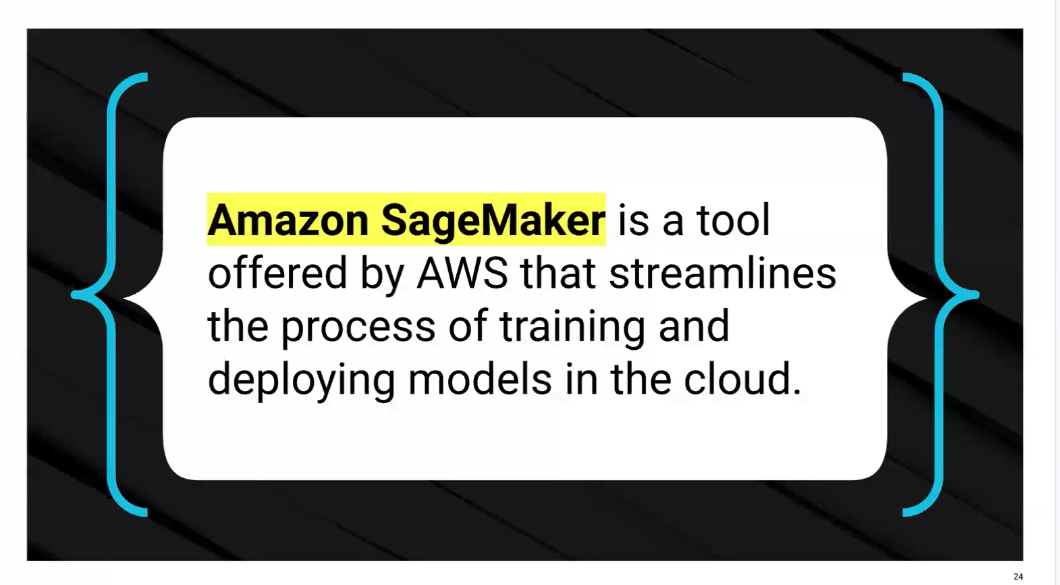 Amazon SageMaker is a tool
offered by AWS that streamlines
the process of training and
deploying models in the cloud.
24